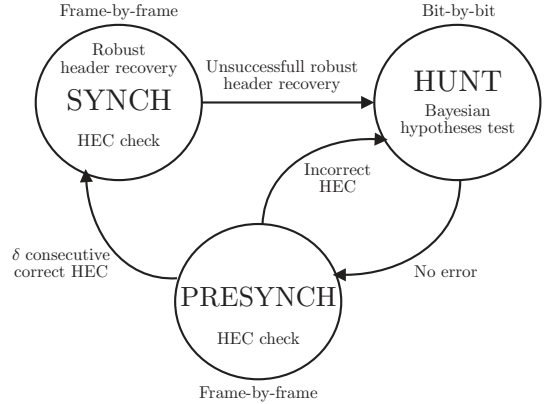 Frame-by-frame
Bit-by-bit
Robust
header recovery
SYNCH
HEC check
Unsuccessfull robust
header recovery
HUNT
Bayesian
hypotheses test
Incorrect
HEC
δ consecutive
correct HEC
No error
PRESYNCH
HEC check
Frame-by-frame